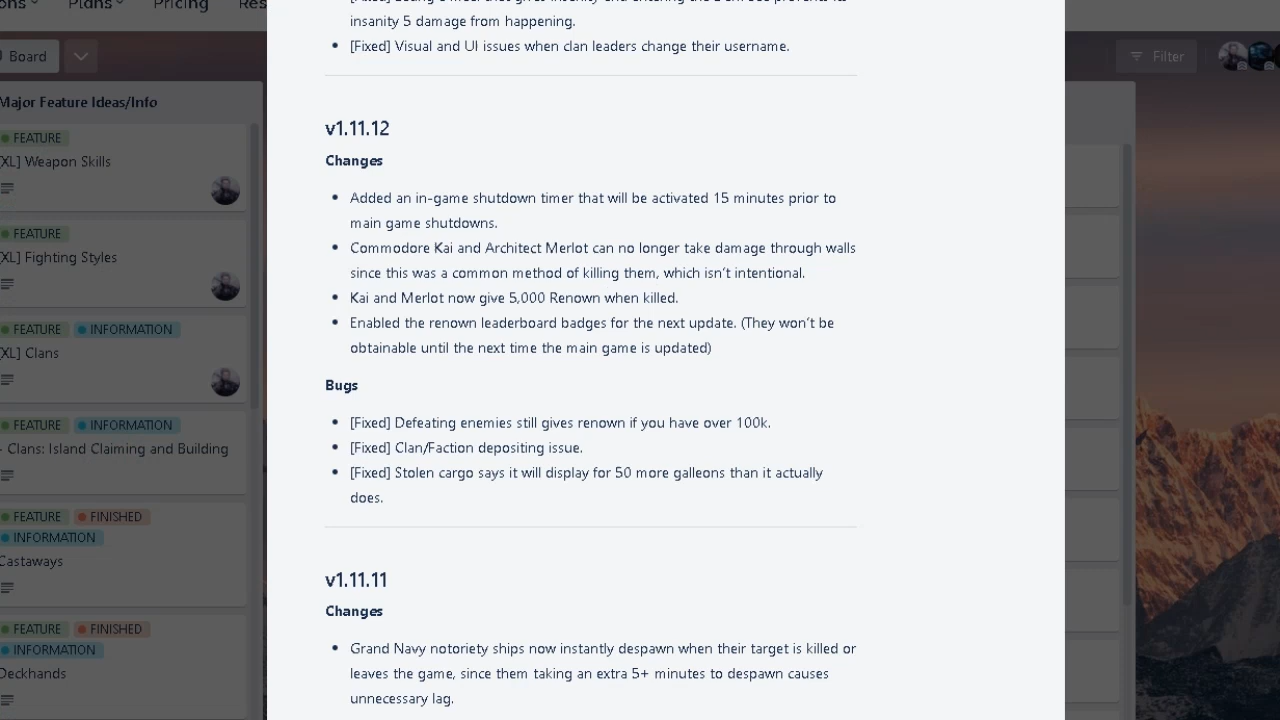 Plans
Pricing
Board
Filter
Major Feature Ideas/Info
FEATURE
[XL] Weapon Skills
FEATURE
[XL] Fighting Styles
FEATURE INFORMATION
[XL] Clans
FEATURE INFORMATION
- Clans: Island Claiming and Building
FEATURE FINISHED
INFORMATION
Castaways
FEATURE FINISHED
INFORMATION
Deckhands
insanity 5 damage from happening.
• [Fixed] Visual and UI issues when clan leaders change their username.
v1.11.12
Changes
• Added an in-game shutdown timer that will be activated 15 minutes prior to
main game shutdowns.
• Commodore Kai and Architect Merlot can no longer take damage through walls
since this was a common method of killing them, which isn't intentional.
• Kai and Merlot now give 5,000 Renown when killed.
• Enabled the renown leaderboard badges for the next update. (They won't be
obtainable until the next time the main game is updated)
Bugs
• [Fixed] Defeating enemies still gives renown if you have over 100k.
• [Fixed] Clan/Faction depositing issue.
• [Fixed] Stolen cargo says it will display for 50 more galleons than it actually
does.
v1.11.11
Changes
• Grand Navy notoriety ships now instantly despawn when their target is killed or
leaves the game, since them taking an extra 5+ minutes to despawn causes
unnecessary lag.